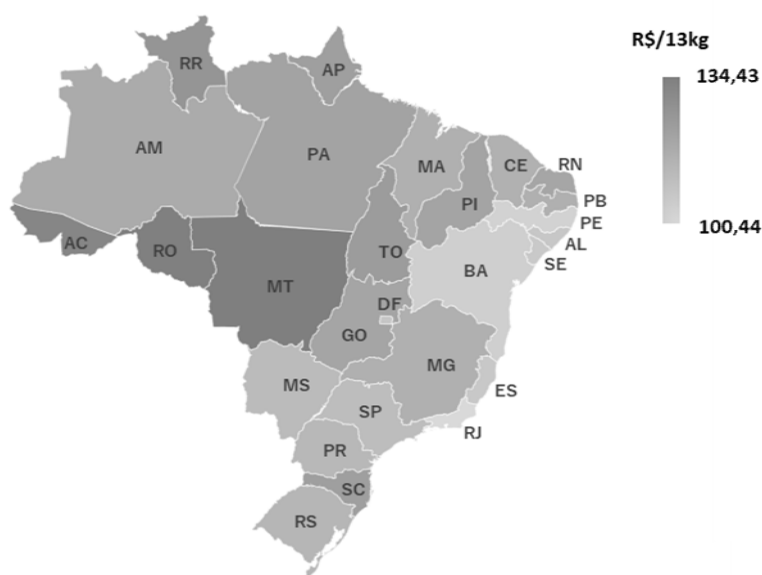 R$/13kg
134,43
100,44
RR
AP
AM
PA
MA
CE
RN
PB
PE
AL
SE
PI
AC
RO
TO
BA
MT
DF
GO
MG
ES
MS
SP
RJ
PR
SC
RS